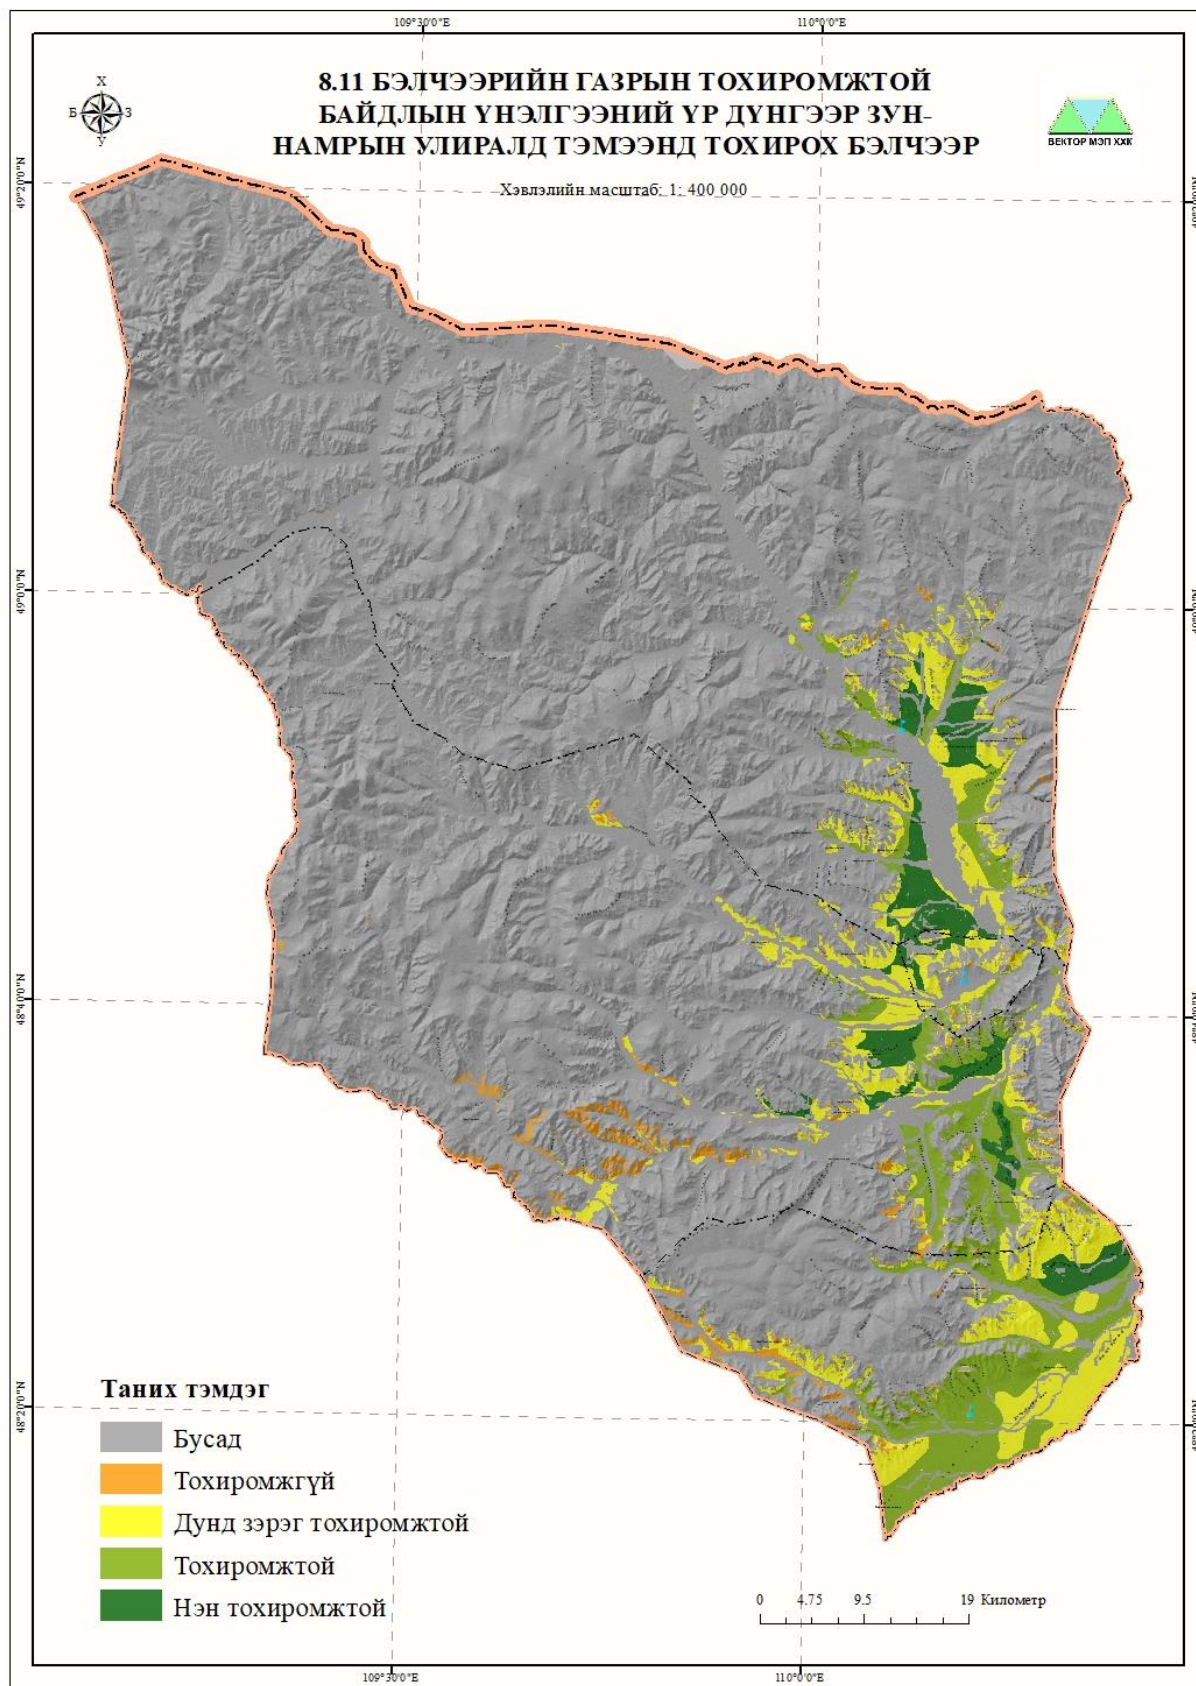 109°30'0"E
110°0'0"E
8.11 БЭЛЧЭЭРИЙН ГАЗРЫН ТОХИРОМЖТОЙ
БАЙДЛЫН ҮНЭЛГЭЭНИЙ ҮР ДҮНГЭЭР ЗУН-
НАМРЫН УЛИРАЛД ТЭМЭЭНД ТОХИРОХ БЭЛЧЭЭР
Хэвлэлийн масштаб: 1: 400 000
Х
Б
З
У
ВЕКТОР МЭП ХХК
49°20'0"N
49°0'0"N
48°40'0"N
48°20'0"N
Таних тэмдэг
Бусад
Тохиромжгүй
Дунд зэрэг тохиромжтой
Тохиромжтой
Нэн тохиромжтой
0 4.75 9.5 19 Километр
109°30'0"E
110°0'0"E